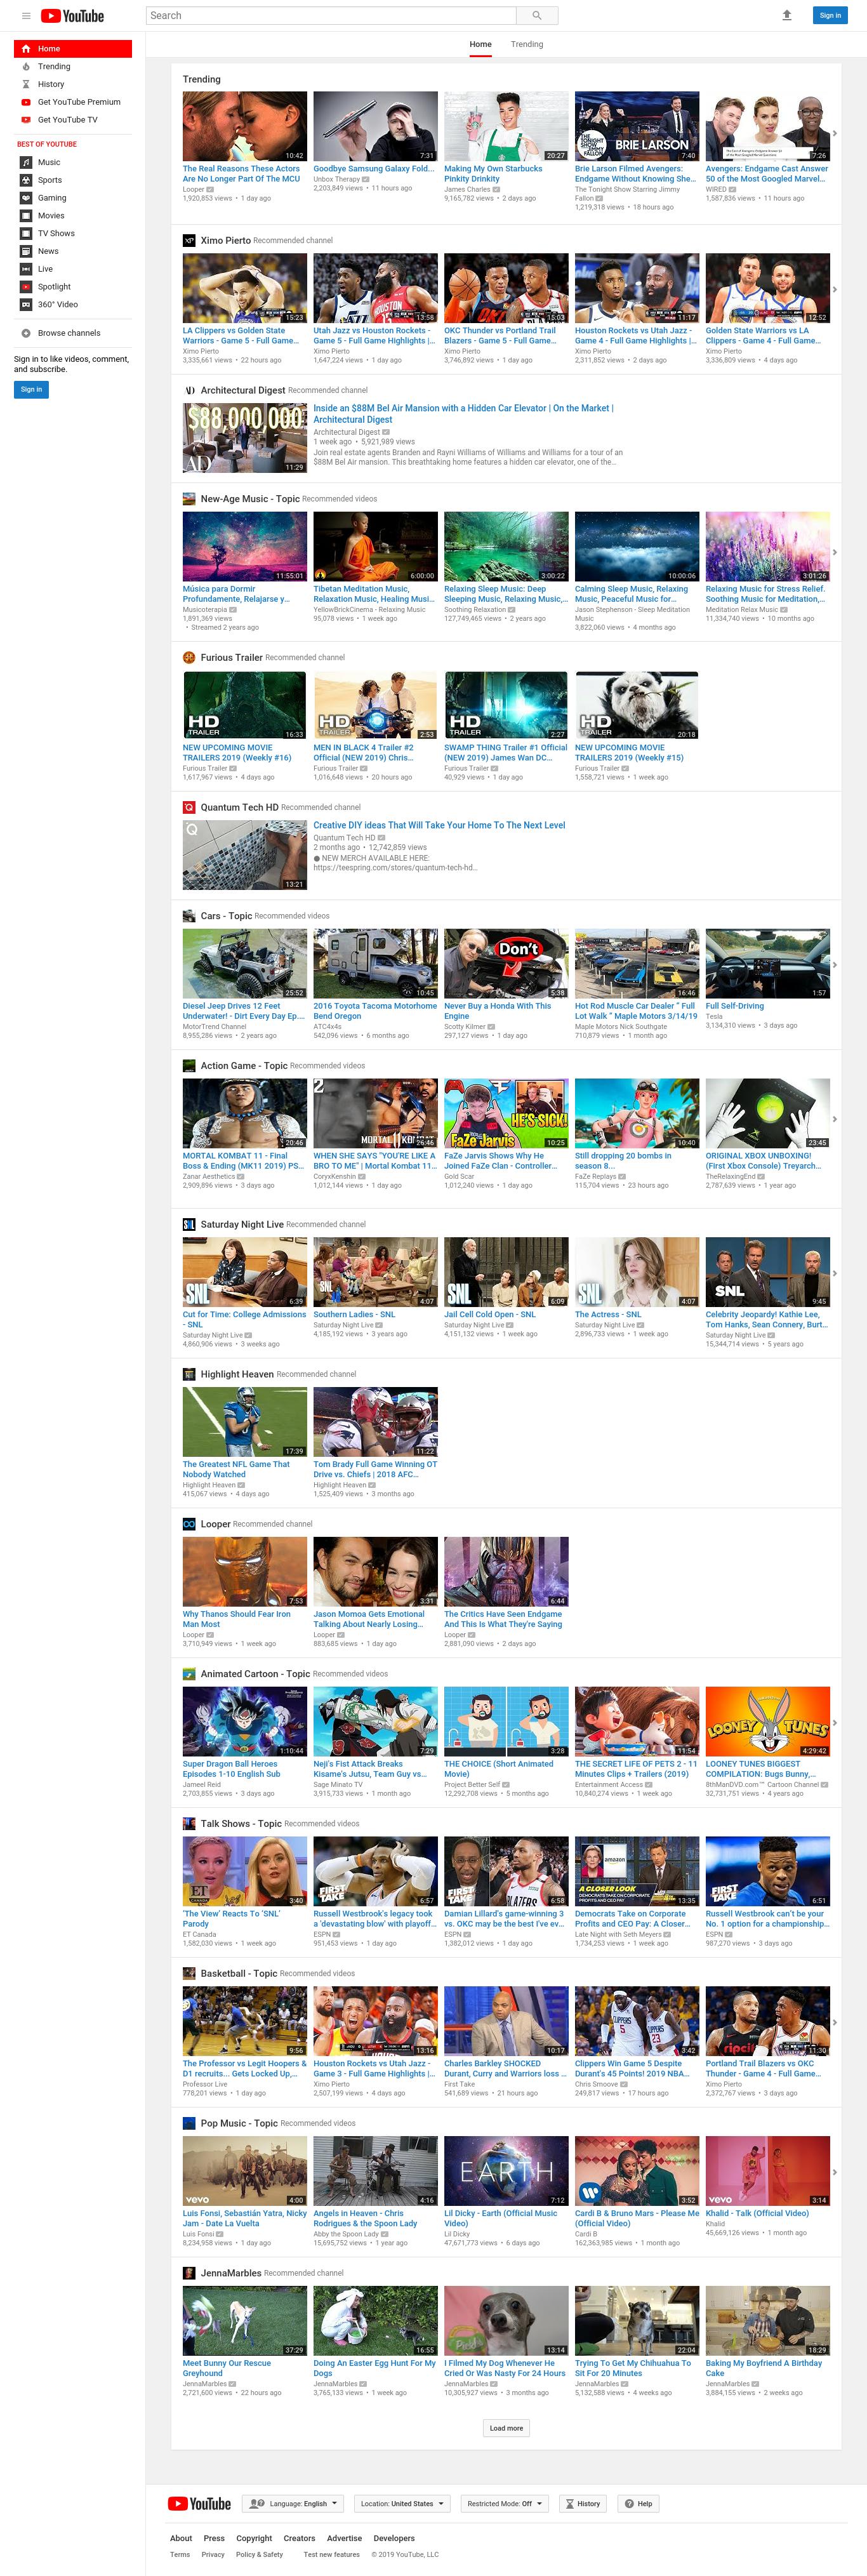 YouTube
Search
Sign in
Home
Trending
History
Get YouTube Premium
Get YouTube TV
BEST OF YOUTUBE
Music
Sports
Gaming
Movies
TV Shows
News
Live
Spotlight
360° Video
Browse channels
Sign in to like videos, comment,
and subscribe.
Sign in
Home Trending
Trending
10:42 7:31 20:27 BRIE LARSON 7:40 7:26
The Real Reasons These Actors
Are No Longer Part Of The MCU
Looper
1,920,853 views • 1 day ago
Goodbye Samsung Galaxy Fold...
Unbox Therapy
2,203,849 views • 11 hours ago
Making My Own Starbucks
Pinkity Drinkity
James Charles
9,165,782 views • 2 days ago
Brie Larson Filmed Avengers:
Endgame Without Knowing She...
The Tonight Show Starring Jimmy
Fallon
1,219,318 views • 18 hours ago
Avengers: Endgame Cast Answer
50 of the Most Googled Marvel...
WIRED
1,587,836 views • 11 hours ago
Ximo Pierto Recommended channel
15:23 13:58 15:03 11:17 12:52
LA Clippers vs Golden State
Warriors - Game 5 - Full Game...
Ximo Pierto
3,335,661 views • 22 hours ago
Utah Jazz vs Houston Rockets -
Game 5 - Full Game Highlights |...
Ximo Pierto
1,647,224 views • 1 day ago
OKC Thunder vs Portland Trail
Blazers - Game 5 - Full Game...
Ximo Pierto
3,746,892 views • 1 day ago
Houston Rockets vs Utah Jazz -
Game 4 - Full Game Highlights |...
Ximo Pierto
2,311,852 views • 2 days ago
Golden State Warriors vs LA
Clippers - Game 4 - Full Game...
Ximo Pierto
3,336,809 views • 4 days ago
Architectural Digest Recommended channel
$88,000,000
AD
11:29
Inside an $88M Bel Air Mansion with a Hidden Car Elevator | On the Market |
Architectural Digest
Architectural Digest
1 week ago • 5,921,989 views
Join real estate agents Branden and Rayni Williams of Williams and Williams for a tour of an
$88M Bel Air mansion. This breathtaking home features a hidden car elevator, one of the...
New-Age Music - Topic Recommended videos
11:55:01 6:00:00 3:00:22 10:00:06 3:01:26
Música para Dormir
Profundamente, Relajarse y...
Musicoterapia
1,891,369 views
• Streamed 2 years ago
Tibetan Meditation Music,
Relaxation Music, Healing Musi...
YellowBrickCinema - Relaxing Music
95,078 views • 1 week ago
Relaxing Sleep Music: Deep
Sleeping Music, Relaxing Music,...
Soothing Relaxation
127,749,465 views • 2 years ago
Calming Sleep Music, Relaxing
Music, Peaceful Music for...
Jason Stephenson - Sleep Meditation
Music
3,822,060 views • 4 months ago
Relaxing Music for Stress Relief.
Soothing Music for Meditation,...
Meditation Relax Music
11,334,740 views • 10 months ago
Furious Trailer Recommended channel
HD TRAILER 16:33 HD TRAILER 2:53 HD TRAILER 2:27 HD TRAILER 20:18
NEW UPCOMING MOVIE
TRAILERS 2019 (Weekly #16)
Furious Trailer
1,617,967 views • 4 days ago
MEN IN BLACK 4 Trailer #2
Official (NEW 2019) Chris...
Furious Trailer
1,016,648 views • 20 hours ago
SWAMP THING Trailer #1 Official
(NEW 2019) James Wan DC...
Furious Trailer
40,929 views • 1 day ago
NEW UPCOMING MOVIE
TRAILERS 2019 (Weekly #15)
Furious Trailer
1,558,721 views • 1 week ago
Quantum Tech HD Recommended channel
13:21
Creative DIY ideas That Will Take Your Home To The Next Level
Quantum Tech HD
2 months ago • 12,742,859 views
● NEW MERCH AVAILABLE HERE:
https://teespring.com/stores/quantum-tech-hd...
Cars - Topic Recommended videos
25:52 10:45 Don't 5:38 16:46 1:57
Diesel Jeep Drives 12 Feet
Underwater! - Dirt Every Day Ep....
MotorTrend Channel
8,955,286 views • 2 years ago
2016 Toyota Tacoma Motorhome
Bend Oregon
ATC4x4s
542,096 views • 6 months ago
Never Buy a Honda With This
Engine
Scotty Kilmer
297,127 views • 1 day ago
Hot Rod Muscle Car Dealer " Full
Lot Walk " Maple Motors 3/14/19
Maple Motors Nick Southgate
710,879 views • 1 month ago
Full Self-Driving
Tesla
3,134,310 views • 3 days ago
Action Game - Topic Recommended videos
20:46 2 MORTAL 26:46 FaZe Jarvis HE'S SICK! 10:25 10:40 23:45
MORTAL KOMBAT 11 - Final
Boss & Ending (MK11 2019) PS...
Zanar Aesthetics
2,909,896 views • 3 days ago
WHEN SHE SAYS "YOU'RE LIKE A
BRO TO ME" | Mortal Kombat 11...
CoryxKenshin
1,012,144 views • 1 day ago
FaZe Jarvis Shows Why He
Joined FaZe Clan - Controller...
Gold Scar
1,012,240 views • 1 day ago
Still dropping 20 bombs in
season 8...
FaZe Replays
115,704 views • 23 hours ago
ORIGINAL XBOX UNBOXING!
(First Xbox Console) Treyarch...
TheRelaxingEnd
2,787,639 views • 1 year ago
Saturday Night Live Recommended channel
SNL 6:39 SNL 4:07 SNL 6:09 SNL 4:07 SNL 9:45
Cut for Time: College Admissions
- SNL
Saturday Night Live
4,860,906 views • 3 weeks ago
Southern Ladies - SNL
Saturday Night Live
4,185,192 views • 3 years ago
Jail Cell Cold Open - SNL
Saturday Night Live
4,151,132 views • 1 week ago
The Actress - SNL
Saturday Night Live
2,896,733 views • 1 week ago
Celebrity Jeopardy! Kathie Lee,
Tom Hanks, Sean Connery, Burt...
Saturday Night Live
15,344,714 views • 5 years ago
Highlight Heaven Recommended channel
17:39 11:22
The Greatest NFL Game That
Nobody Watched
Highlight Heaven
415,067 views • 4 days ago
Tom Brady Full Game Winning OT
Drive vs. Chiefs | 2018 AFC...
Highlight Heaven
1,525,409 views • 3 months ago
Looper Recommended channel
7:53 3:31 6:44
Why Thanos Should Fear Iron
Man Most
Looper
3,710,949 views • 1 week ago
Jason Momoa Gets Emotional
Talking About Nearly Losing...
Looper
883,685 views • 1 day ago
The Critics Have Seen Endgame
And This Is What They're Saying
Looper
2,881,090 views • 2 days ago
Animated Cartoon - Topic Recommended videos
1:10:44 7:29 3:28 11:54 LOONEY TUNES 4:29:42
Super Dragon Ball Heroes
Episodes 1-10 English Sub
Jameel Reid
2,703,855 views • 3 days ago
Neji's Fist Attack Breaks
Kisame's Jutsu, Team Guy vs...
Sage Minato TV
3,915,733 views • 1 month ago
THE CHOICE (Short Animated
Movie)
Project Better Self
12,292,708 views • 5 months ago
THE SECRET LIFE OF PETS 2 - 11
Minutes Clips + Trailers (2019)
Entertainment Access
10,840,274 views • 1 week ago
LOONEY TUNES BIGGEST
COMPILATION: Bugs Bunny,...
8thManDVD.com™ Cartoon Channel
32,731,751 views • 4 years ago
Talk Shows - Topic Recommended videos
ET CANADA 3:40 FIRST TAKE 6:57 FIRST TAKE 6:58 amazon A CLOSER LOOK 13:35 FIRST TAKE 6:51
'The View' Reacts To 'SNL'
Parody
ET Canada
1,582,030 views • 1 week ago
Russell Westbrook's legacy took
a 'devastating blow' with playoff...
ESPN
951,453 views • 1 day ago
Damian Lillard's game-winning 3
vs. OKC may be the best I've ev...
ESPN
1,382,012 views • 1 day ago
Democrats Take on Corporate
Profits and CEO Pay: A Closer...
Late Night with Seth Meyers
1,734,253 views • 1 week ago
Russell Westbrook can't be your
No. 1 option for a championship...
ESPN
987,270 views • 3 days ago
Basketball - Topic Recommended videos
9:56 13:16 10:17 3:42 11:30
The Professor vs Legit Hoopers &
D1 recruits... Gets Locked Up,...
Professor Live
778,201 views • 1 day ago
Houston Rockets vs Utah Jazz -
Game 3 - Full Game Highlights |...
Ximo Pierto
2,507,199 views • 4 days ago
Charles Barkley SHOCKED
Durant, Curry and Warriors loss ...
First Take
541,689 views • 21 hours ago
Clippers Win Game 5 Despite
Durant's 45 Points! 2019 NBA...
Chris Smoove
249,817 views • 17 hours ago
Portland Trail Blazers vs OKC
Thunder - Game 4 - Full Game...
Ximo Pierto
2,372,767 views • 3 days ago
Pop Music - Topic Recommended videos
vevo 4:00 4:16 EARTH 7:12 3:52 vevo 3:14
Luis Fonsi, Sebastián Yatra, Nicky
Jam - Date La Vuelta
Luis Fonsi
8,234,958 views • 1 day ago
Angels in Heaven - Chris
Rodrigues & the Spoon Lady
Abby the Spoon Lady
15,695,752 views • 1 year ago
Lil Dicky - Earth (Official Music
Video)
Lil Dicky
47,671,773 views • 6 days ago
Cardi B & Bruno Mars - Please Me
(Official Video)
Cardi B
162,363,985 views • 1 month ago
Khalid - Talk (Official Video)
Khalid
45,669,126 views • 1 month ago
JennaMarbles Recommended channel
37:29 16:55 13:14 22:04 18:29
Meet Bunny Our Rescue
Greyhound
JennaMarbles
2,721,600 views • 22 hours ago
Doing An Easter Egg Hunt For My
Dogs
JennaMarbles
3,765,133 views • 1 week ago
I Filmed My Dog Whenever He
Cried Or Was Nasty For 24 Hours
JennaMarbles
10,305,927 views • 3 months ago
Trying To Get My Chihuahua To
Sit For 20 Minutes
JennaMarbles
5,132,588 views • 4 weeks ago
Baking My Boyfriend A Birthday
Cake
JennaMarbles
3,884,155 views • 2 weeks ago
Load more
YouTube Language: English Location: United States Restricted Mode: Off History Help
About Press Copyright Creators Advertise Developers
Terms Privacy Policy & Safety Test new features © 2019 YouTube, LLC